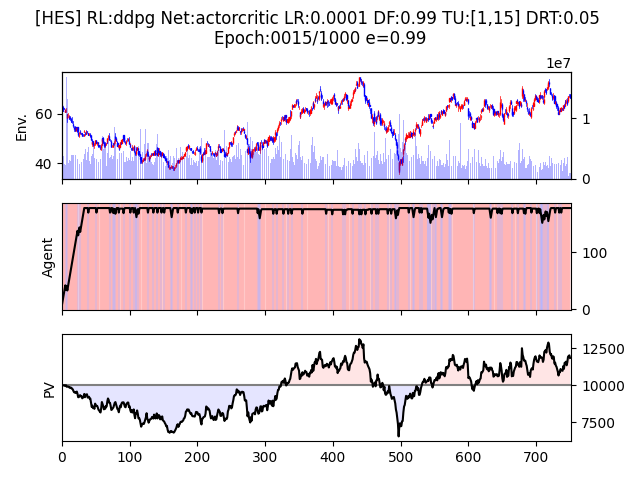 [HES] RL:ddpg Net:actorcritic LR:0.0001 DF:0.99 TU:[1,15] DRT:0.05
Epoch:0015/1000 e=0.99
1e7
Env.
60
40
1
0
Agent
100
0
PV
12500
10000
7500
0 100 200 300 400 500 600 700